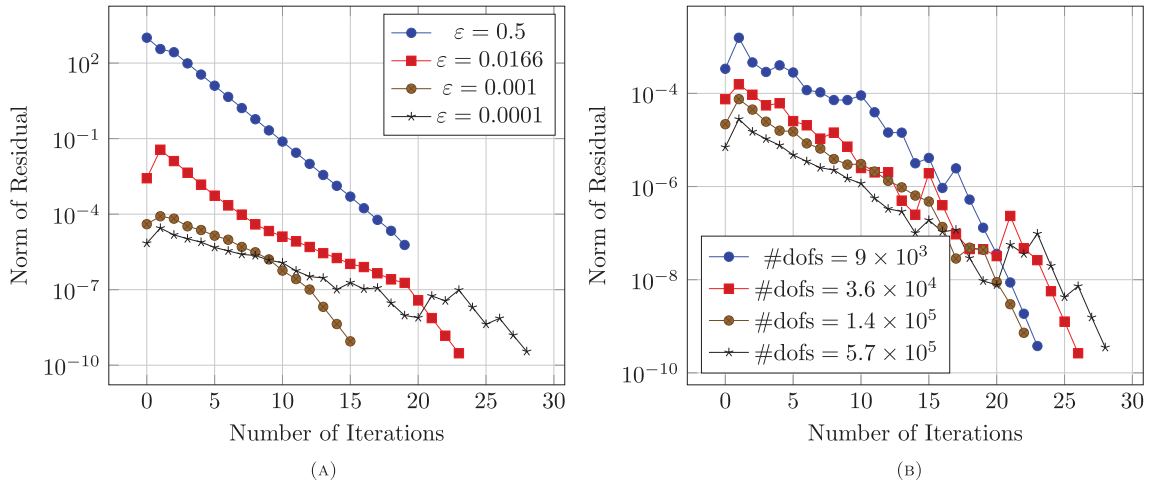 Norm of Residual
10^2
10^−1
10^−4
10^−7
10^−10
ε = 0.5
ε = 0.0166
ε = 0.001
ε = 0.0001
0 5 10 15 20 25 30
Number of Iterations
(A)
Norm of Residual
10^−4
10^−6
10^−8
10^−10
#dofs = 9 × 10^3
#dofs = 3.6 × 10^4
#dofs = 1.4 × 10^5
#dofs = 5.7 × 10^5
0 5 10 15 20 25 30
Number of Iterations
(B)